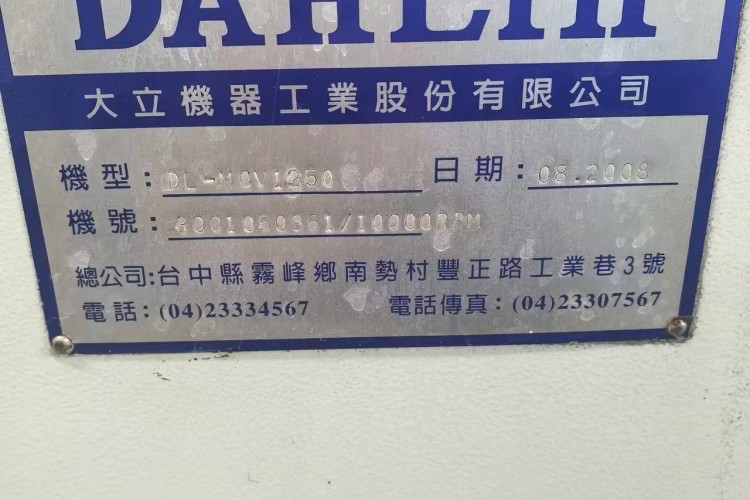 DAHLIH
大立機器工業股份有限公司
機型:DL-MCV1250 日期:08.2008
機號: /10000RPM
總公司:台中縣霧峰鄉南勢村豐正路工業巷3號
電話:(04)23334567 電話傳真:(04)23307567